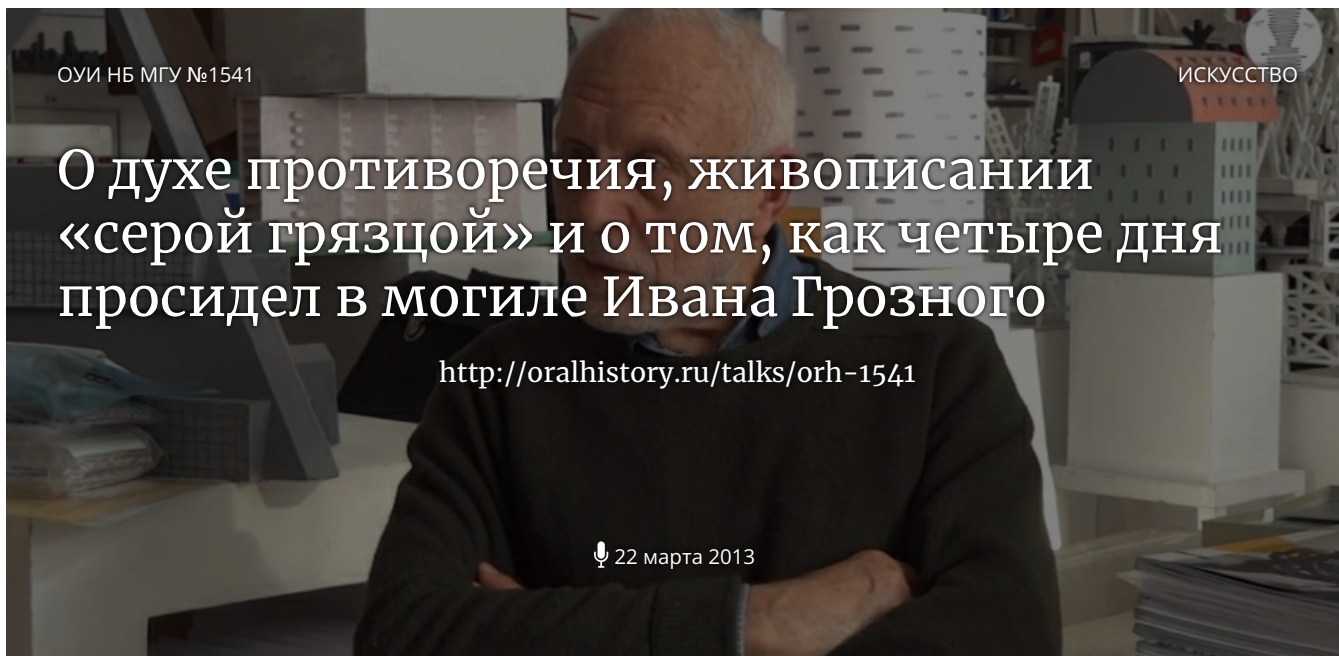 ОУИ НБ МГУ №1541
ИСКУССТВО
О духе противоречия, живописании
«серой грязцой» и о том, как четыре дня
просидел в могиле Ивана Грозного
http://oralhistory.ru/talks/orh-1541
22 марта 2013